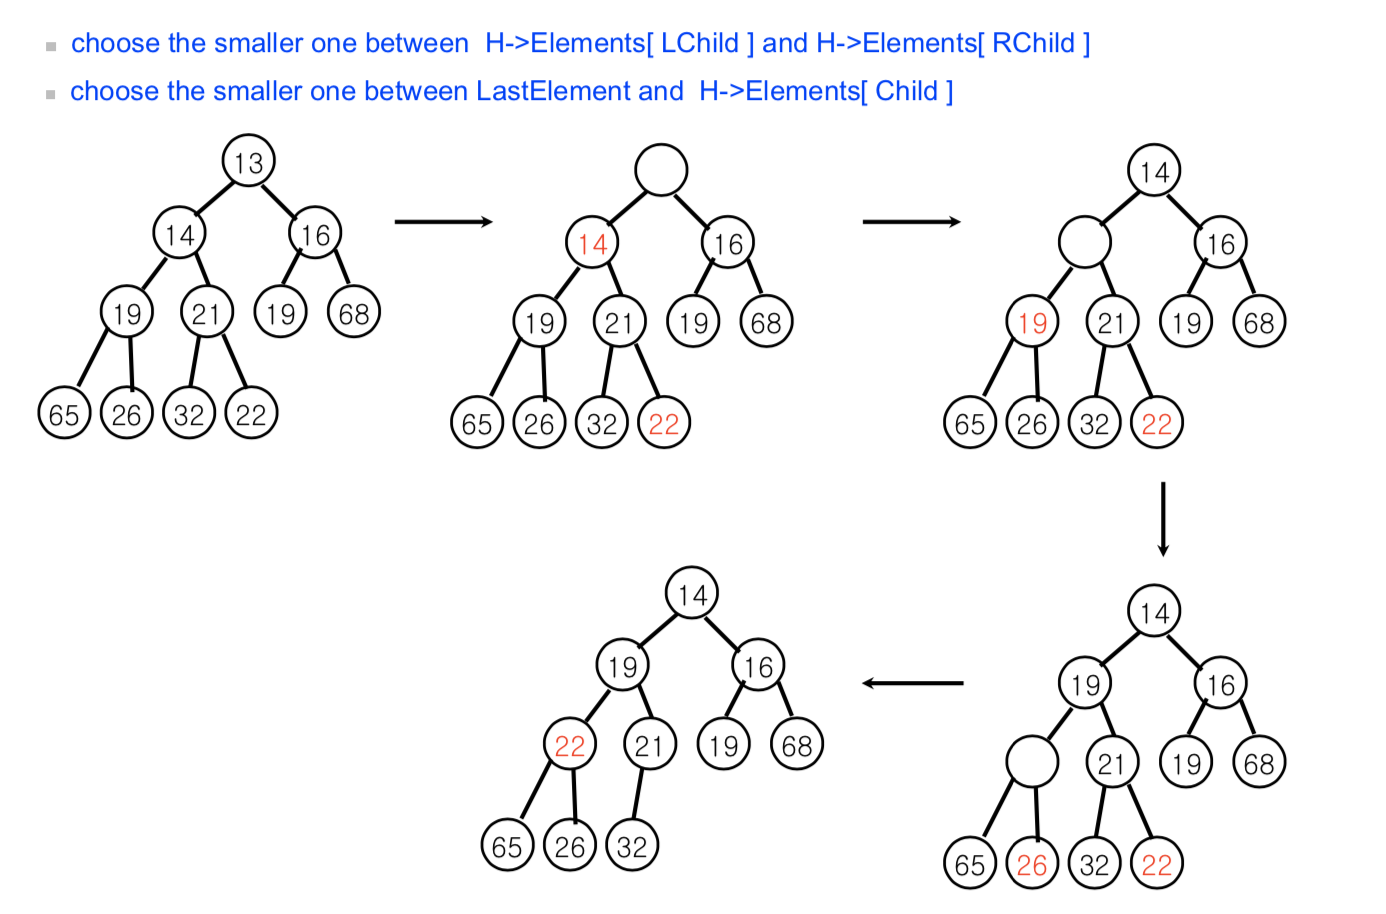 choose the smaller one between H->Elements[ LChild ] and H->Elements[ RChild ]
choose the smaller one between LastElement and H->Elements[ Child ]
13
14 16
19 21 19 68
65 26 32 22
14 16
19 21 19 68
65 26 32 22
14
16
19 21 19 68
65 26 32 22
14
19 16
21 19 68
65 26 32 22
14
19 16
22 21 19 68
65 26 32